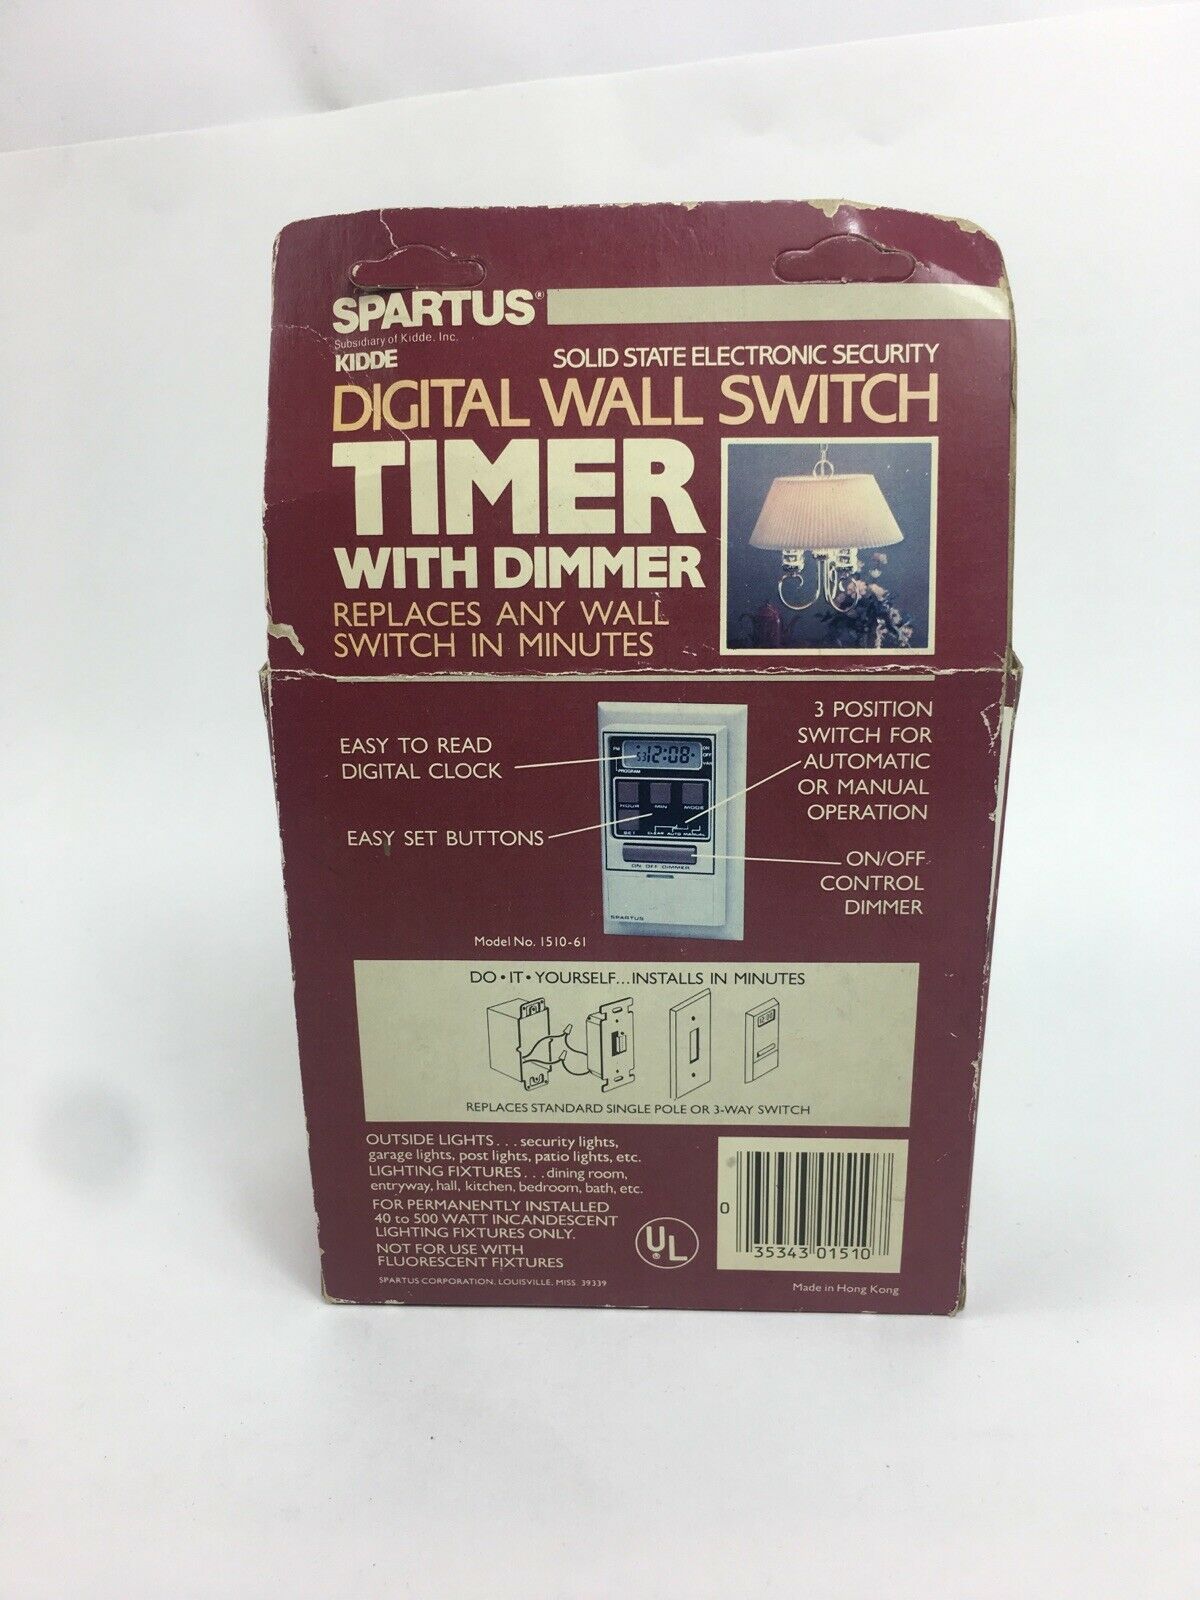 SPARTUS®
Subsidiary of Kidde, Inc.
KIDDE
SOLID STATE ELECTRONIC SECURITY
DIGITAL WALL SWITCH
TIMER
WITH DIMMER
REPLACES ANY WALL
SWITCH IN MINUTES
EASY TO READ
DIGITAL CLOCK
EASY SET BUTTONS
3 POSITION
SWITCH FOR
AUTOMATIC
OR MANUAL
OPERATION
ON/OFF
CONTROL
DIMMER
PM
12:08
ON
OFF
PROGRAM
HOUR MIN MODE
SET CLEAR AUTO MANUAL
ON OFF DIMMER
SPARTUS
Model No. 1510-61
DO • IT • YOURSELF...INSTALLS IN MINUTES
REPLACES STANDARD SINGLE POLE OR 3-WAY SWITCH
OUTSIDE LIGHTS . . . security lights,
garage lights, post lights, patio lights, etc.
LIGHTING FIXTURES . . . dining room,
entryway, hall, kitchen, bedroom, bath, etc.
FOR PERMANENTLY INSTALLED
40 to 500 WATT INCANDESCENT
LIGHTING FIXTURES ONLY.
NOT FOR USE WITH
FLUORESCENT FIXTURES
SPARTUS CORPORATION, LOUISVILLE, MISS. 39339
UL
®
0 35343 01510
Made in Hong Kong